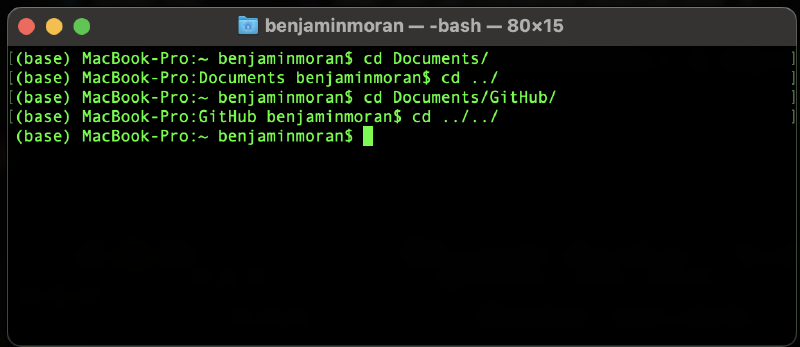 benjaminmoran — -bash — 80×15
[(base) MacBook-Pro:~ benjaminmoran$ cd Documents/ ]
[(base) MacBook-Pro:Documents benjaminmoran$ cd ../ ]
[(base) MacBook-Pro:~ benjaminmoran$ cd Documents/GitHub/ ]
[(base) MacBook-Pro:GitHub benjaminmoran$ cd ../../ ]
(base) MacBook-Pro:~ benjaminmoran$